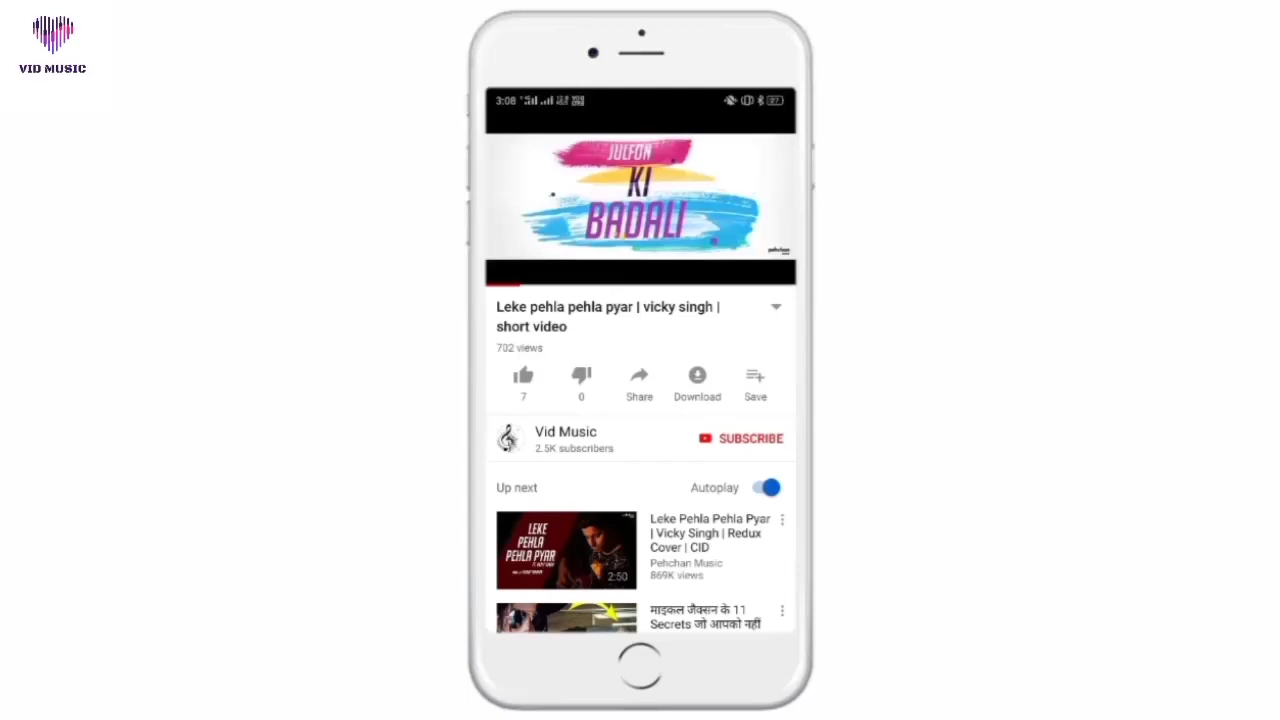 VID MUSIC
3:08
27
JULFON
KI
BADALI
pehchan
Leke pehla pehla pyar | vicky singh |
short video
702 views
7
0
Share
Download
Save
Vid Music
2.5K subscribers
SUBSCRIBE
Up next
Autoplay
LEKE
PEHLA
PEHLA PYAR
2:50
Leke Pehla Pehla Pyar
| Vicky Singh | Redux
Cover | CID
Pehchan Music
869K views
माइकल जैक्सन के 11
Secrets जो आपको नहीं